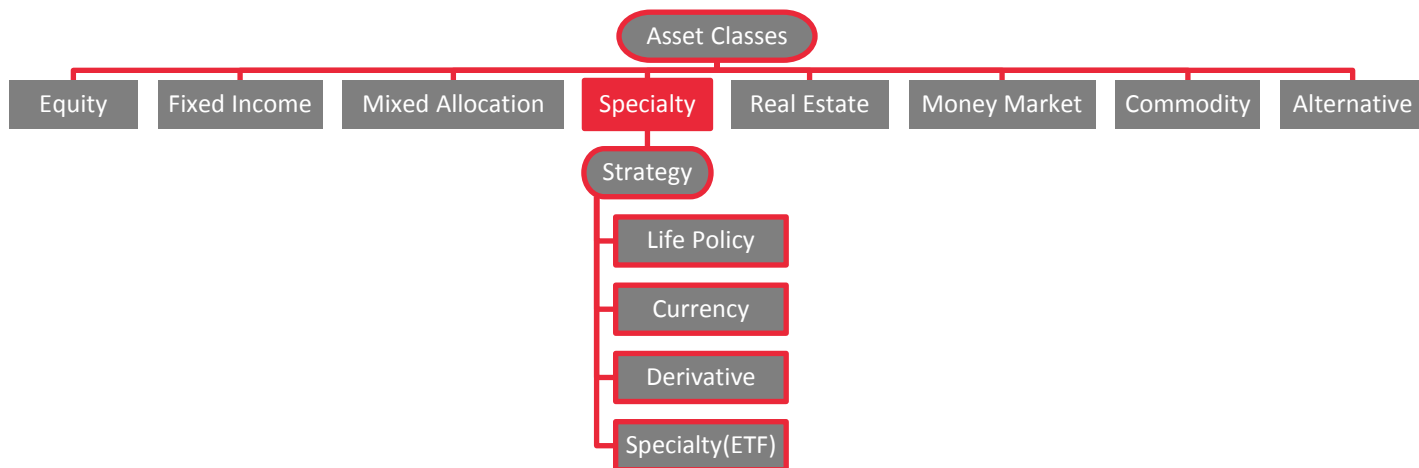 Asset Classes
Equity
Fixed Income
Mixed Allocation
Specialty
Real Estate
Money Market
Commodity
Alternative
Strategy
Life Policy
Currency
Derivative
Specialty(ETF)